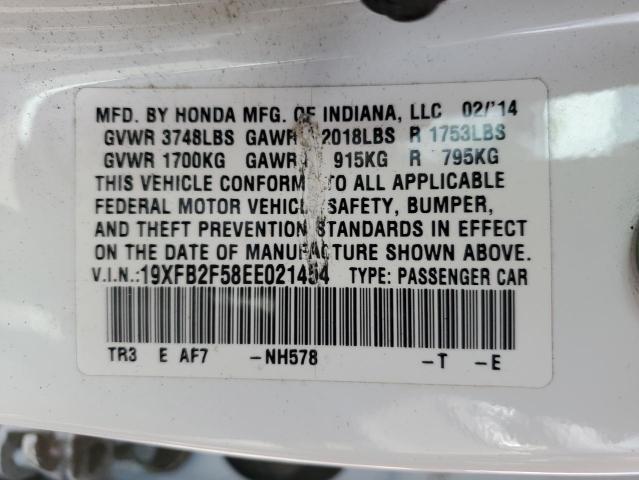 MFD. BY HONDA MFG. OF INDIANA, LLC 02/'14
GVWR 3748LBS GAWR 2018LBS R 1753LBS
GVWR 1700KG GAWR 915KG R 795KG
THIS VEHICLE CONFORM TO ALL APPLICABLE
FEDERAL MOTOR VEHICLE SAFETY, BUMPER,
AND THEFT PREVENTION STANDARDS IN EFFECT
ON THE DATE OF MANUFACTURE SHOWN ABOVE.
V.I.N.:19XFB2F58EE021454 TYPE: PASSENGER CAR
TR3 E AF7 -NH578 -T -E